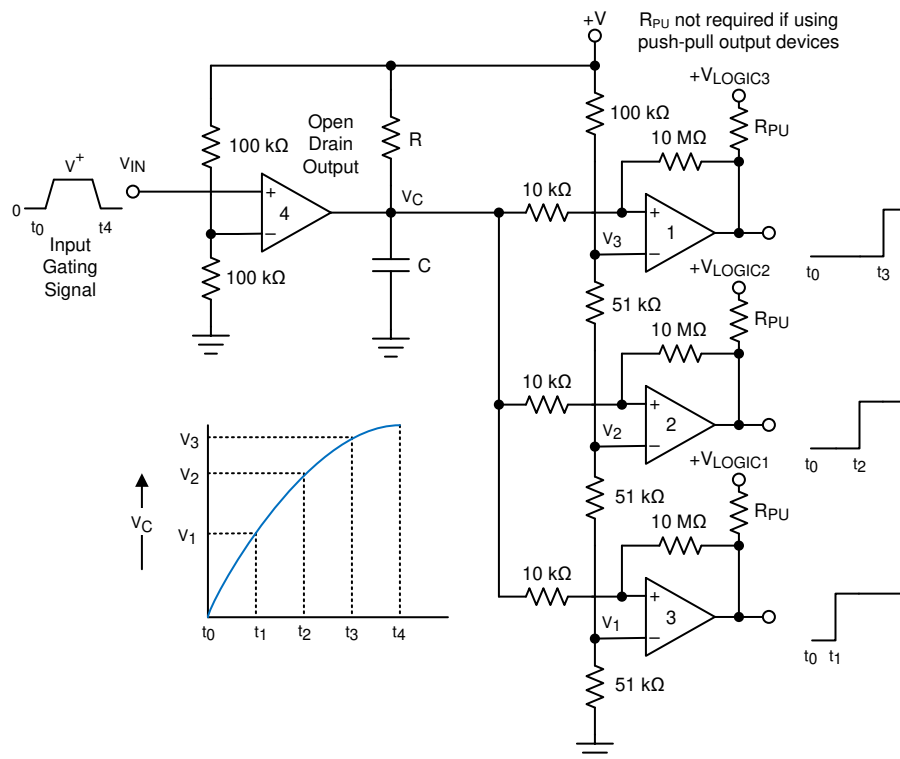 +V
RPU not required if using
push-pull output devices
+VLOGIC3
RPU
100 kΩ
10 MΩ
Open
Drain
Output
R
100 kΩ
V+
VIN
VC
10 kΩ
+
1
−
V3
0
t0
t4
Input
Gating
Signal
+
4
−
100 kΩ
C
t0
t3
+VLOGIC2
51 kΩ
RPU
10 MΩ
10 kΩ
+
2
−
V2
t0
t2
V3
V2
V1
VC
t0
t1
t2
t3
t4
+VLOGIC1
51 kΩ
RPU
10 MΩ
10 kΩ
+
3
−
V1
t0
t1
51 kΩ